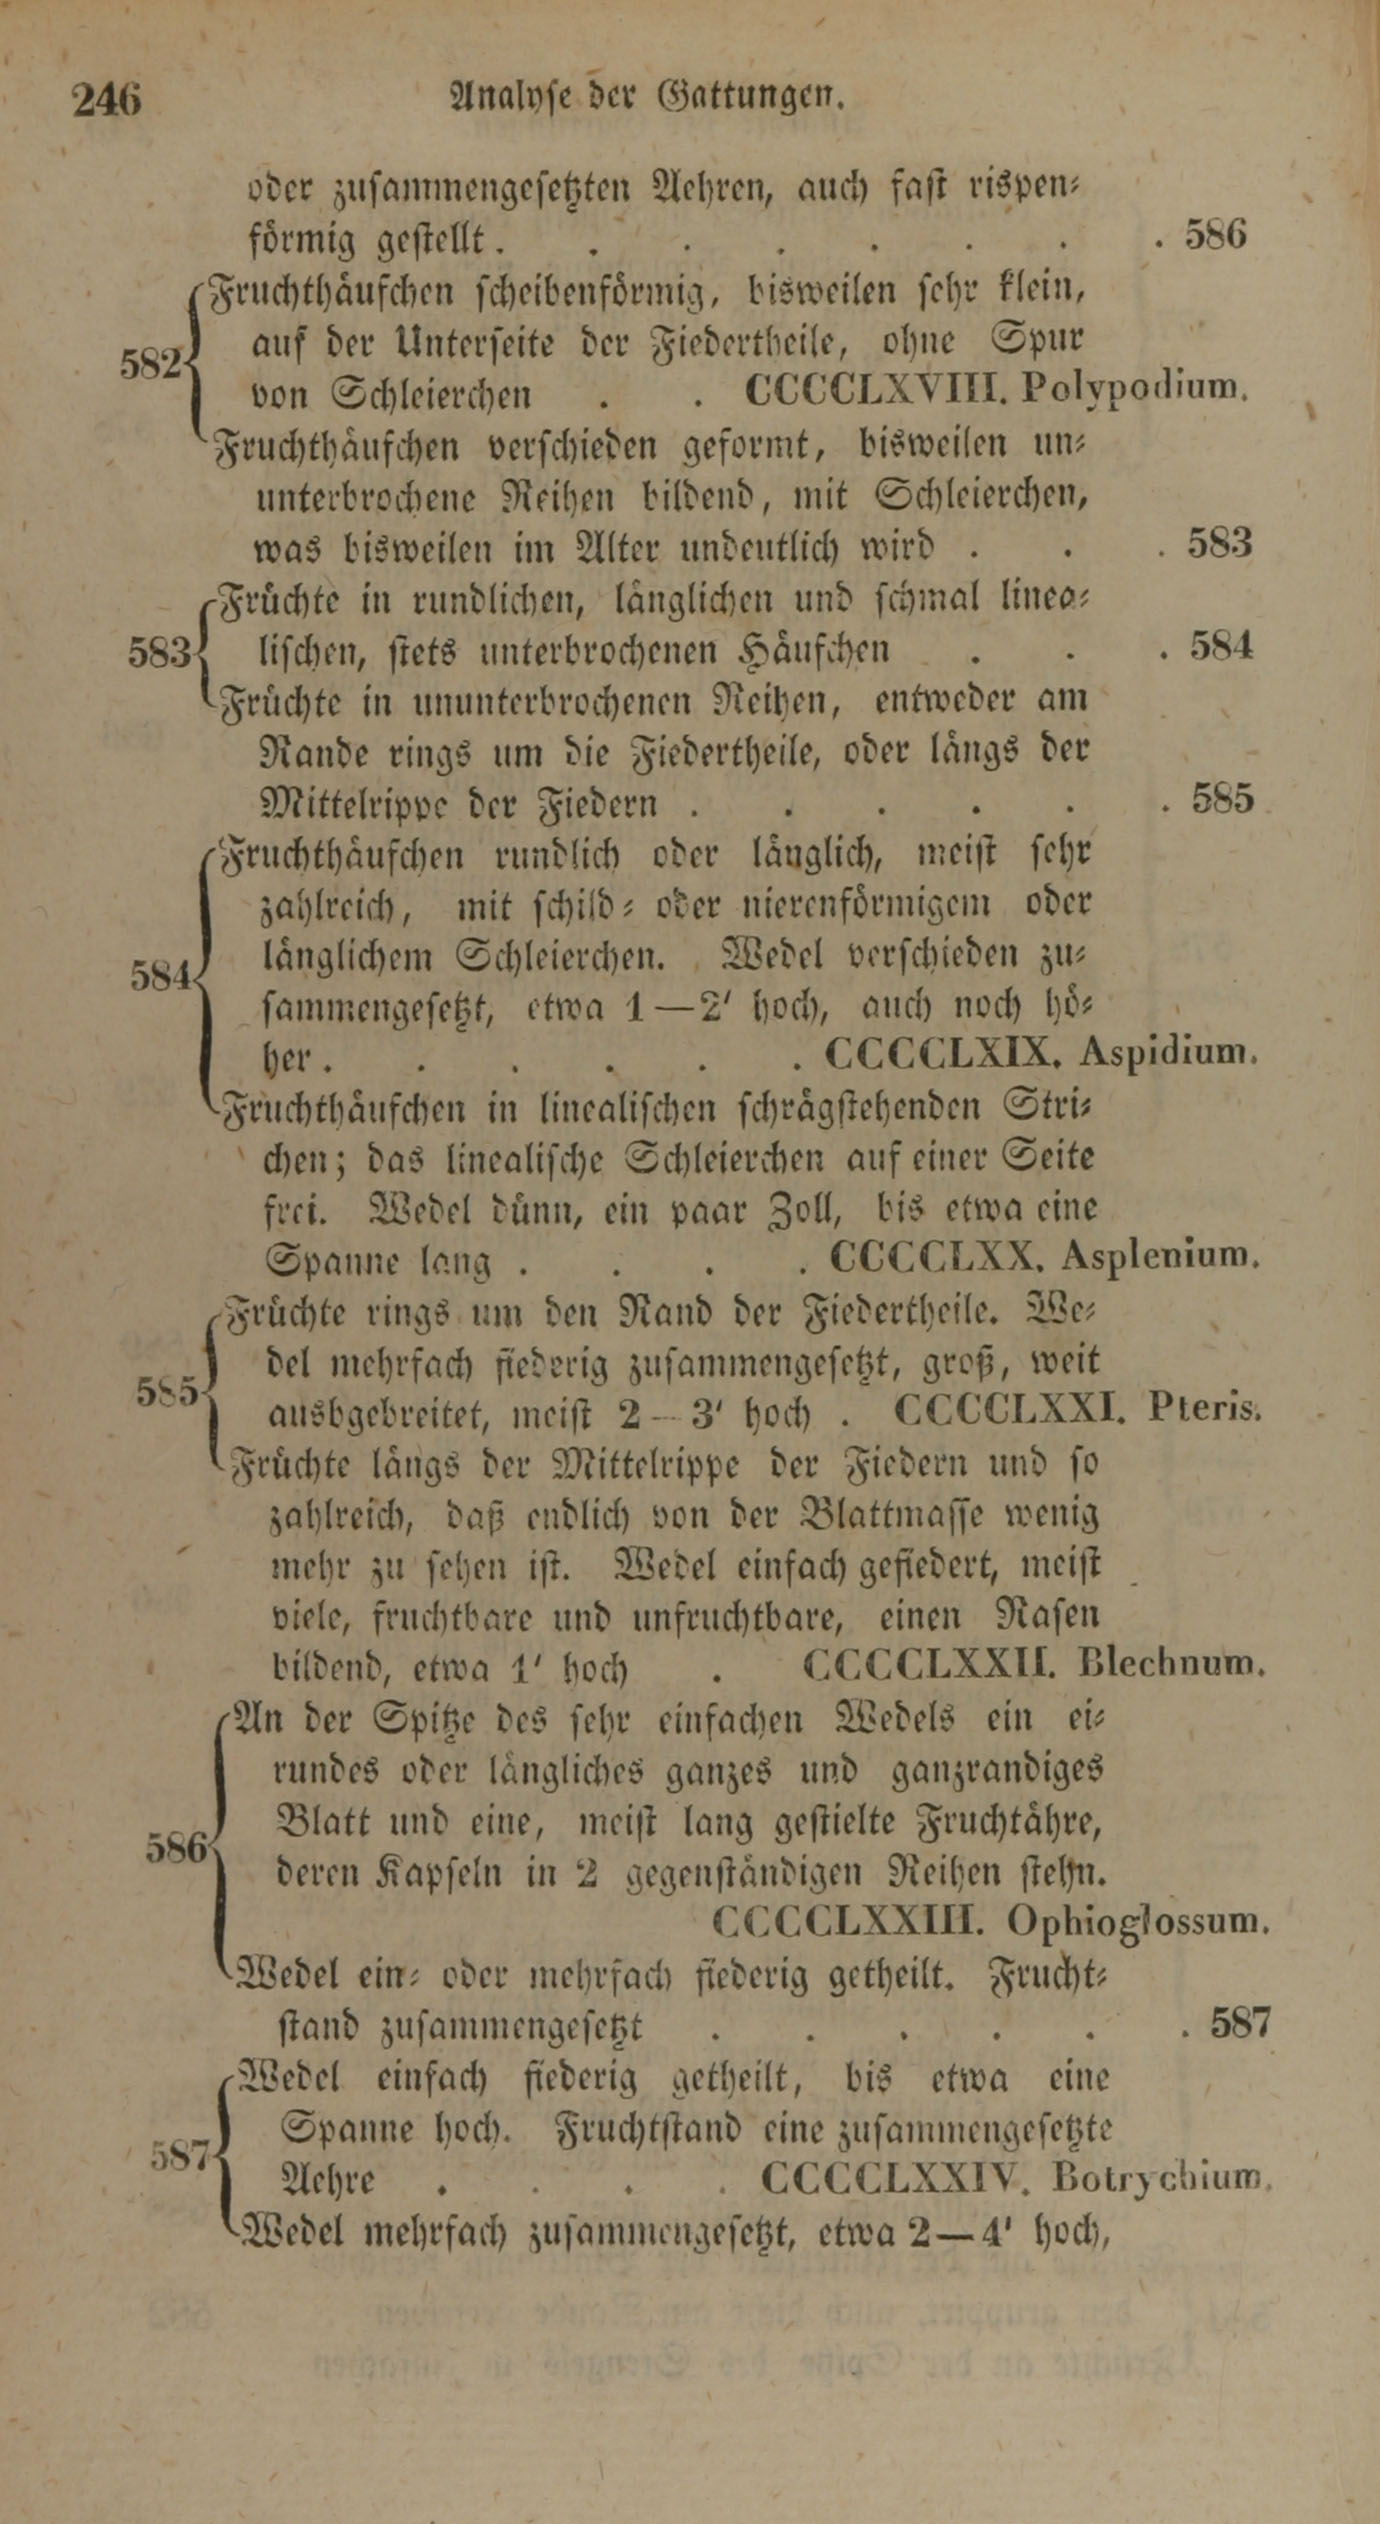 246 Analyse der Gattungen.
oder zusammengesetzten Aehren, auch fast rispen-
förmig gestellt. . . . . . . . 586
Fruchthäufchen scheibenförmig, bisweilen sehr klein,
auf der Unterseite der Fiedertheile, ohne Spur
582
von Schleierchen . . CCCCCLXVIII. Polypodium.
Fruchthäufchen verschieden geformt, bisweilen un-
unterbrochene Reihen bildend, mit Schleierchen,
was bisweilen im Alter undeutlich wird . . . 583
Früchte in rundlichen, länglichen und schmal linea-
583 lischen, stets unterbrochenen Häufchen . . . 584
Früchte in ununterbrochenen Reihen, entweder am
Rande rings um die Fiedertheile, oder längs der
Mittelrippe der Fiedern . . . . . . 585
Fruchthäufchen rundlich oder länglich, meist sehr
zahlreich, mit schild- oder nierenförmigem oder
länglichem Schleierchen. Wedel verschieden zu-
584
sammengesetzt, etwa 1—2' hoch, auch noch hö-
her . . . . . . CCCCCLXIX. Aspidium.
Fruchthäufchen in linealischen schrägstehenden Stri-
chen; das linealische Schleierchen auf einer Seite
frei. Wedel dünn, ein paar Zoll, bis etwa eine
Spanne lang . . . . CCCCCLXX. Asplenium.
Früchte rings um den Rand der Fiedertheile. We-
del mehrfach fiederig zusammengesetzt, groß, weit
585
ausbgebreitet, meist 2—3' hoch . CCCCCLXXI. Pteris.
Früchte längs der Mittelrippe der Fiedern und so
zahlreich, daß endlich von der Blattmasse wenig
mehr zu sehen ist. Wedel einfach gefiedert, meist
viele, fruchtbare und unfruchtbare, einen Rasen
bildend, etwa 1' hoch . CCCCCLXXII. Blechnum.
An der Spitze des sehr einfachen Wedels ein ei-
rundes oder längliches ganzes und ganzrandiges
Blatt und eine, meist lang gestielte Fruchtähre,
586
deren Kapseln in 2 gegenständigen Reihen stehn.
CCCCCLXXIII. Ophioglossum.
Wedel ein- oder mehrfach fiederig getheilt. Frucht-
stand zusammengesetzt . . . . . . 587
Wedel einfach fiederig getheilt, bis etwa eine
Spanne hoch. Fruchtstand eine zusammengesetzte
587
Aehre . . . . CCCCCLXXIV. Botrychium.
Wedel mehrfach zusammengesetzt, etwa 2—4' hoch,